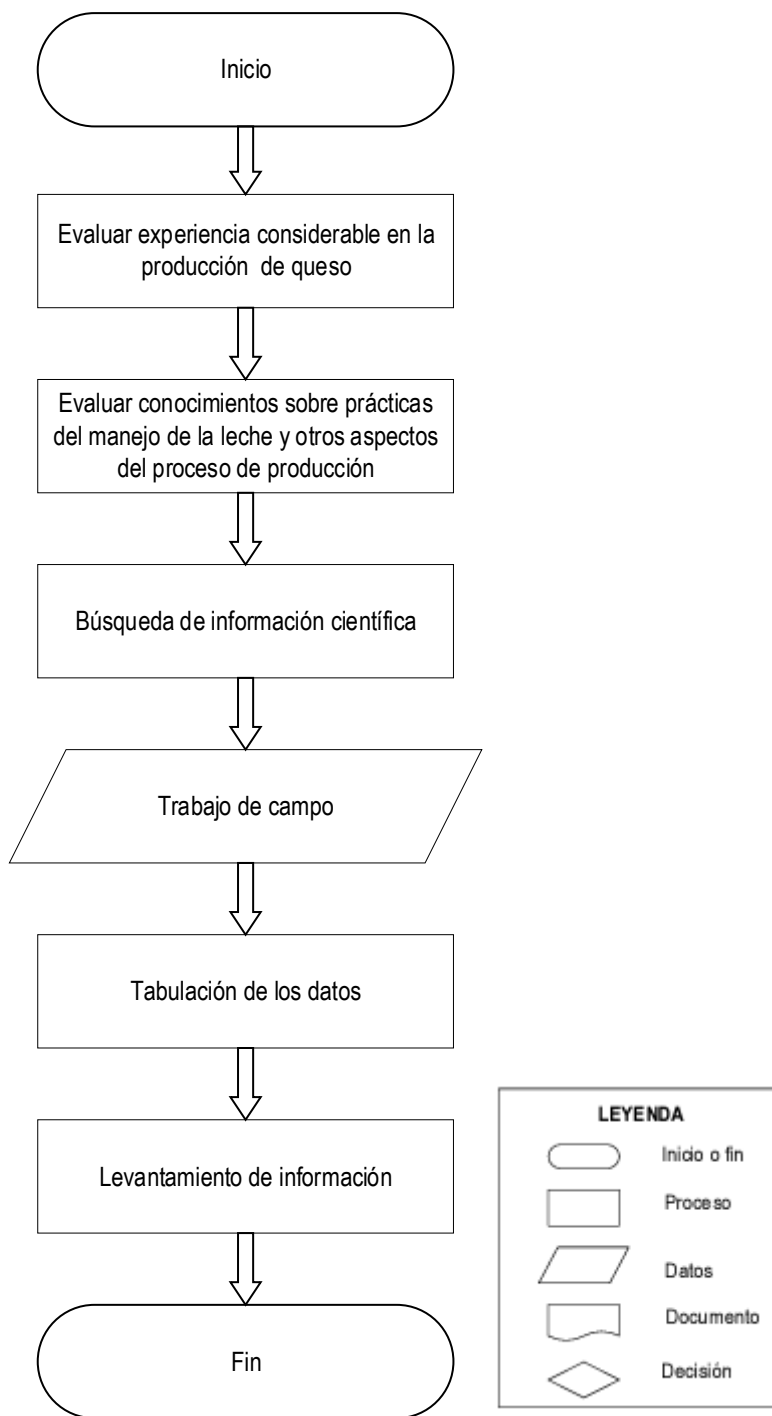 Inicio
Evaluar experiencia considerable en la
producción de queso
Evaluar conocimientos sobre prácticas
del manejo de la leche y otros aspectos
del proceso de producción
Búsqueda de información científica
Trabajo de campo
Tabulación de los datos
Levantamiento de información
Fin
LEYENDA
Inicio o fin
Proceso
Datos
Documento
Decisión